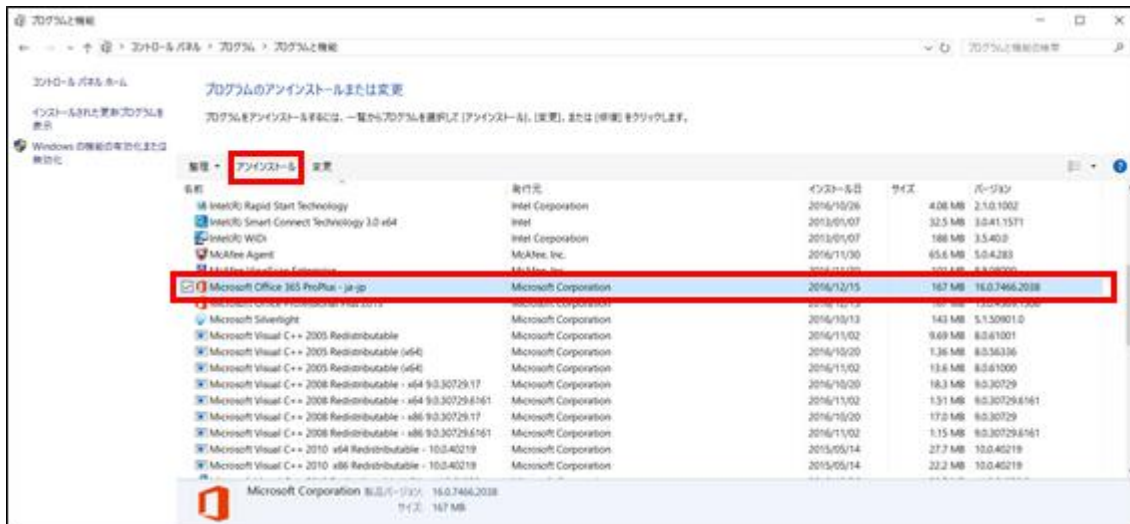 プログラムと機能
コントロール パネル > プログラム > プログラムと機能
プログラムと機能の検索
コントロール パネル ホーム
プログラムのアンインストールまたは変更
インストールされた更新プログラムを
表示
プログラムをアンインストールするには、一覧からプログラムを選択して [アンインストール]、[変更]、または [修復] をクリックします。
Windows の機能の有効化または
無効化
整理 アンインストール 変更
名前 発行元 インストール日 サイズ バージョン
Intel(R) Rapid Start Technology Intel Corporation 2016/10/26 4.08 MB 2.1.0.1002
Intel(R) Smart Connect Technology 3.0 x64 Intel 2013/01/07 32.5 MB 3.0.41.1571
Intel(R) WiDi Intel Corporation 2013/01/07 188 MB 3.5.40.0
McAfee Agent McAfee, Inc. 2016/11/30 65.6 MB 5.0.4.283
Microsoft Office 365 ProPlus - ja-jp Microsoft Corporation 2016/12/15 167 MB 16.0.7466.2038
Microsoft Silverlight Microsoft Corporation 2016/10/13 143 MB 5.1.50901.0
Microsoft Visual C++ 2005 Redistributable Microsoft Corporation 2016/11/02 9.69 MB 8.0.61001
Microsoft Visual C++ 2005 Redistributable (x64) Microsoft Corporation 2016/10/20 1.36 MB 8.0.56336
Microsoft Visual C++ 2005 Redistributable (x64) Microsoft Corporation 2016/11/02 13.6 MB 8.0.61000
Microsoft Visual C++ 2008 Redistributable - x64 9.0.30729.17 Microsoft Corporation 2016/10/20 18.3 MB 9.0.30729
Microsoft Visual C++ 2008 Redistributable - x64 9.0.30729.6161 Microsoft Corporation 2016/11/02 1.51 MB 9.0.30729.6161
Microsoft Visual C++ 2008 Redistributable - x86 9.0.30729.17 Microsoft Corporation 2016/10/20 17.0 MB 9.0.30729
Microsoft Visual C++ 2008 Redistributable - x86 9.0.30729.6161 Microsoft Corporation 2016/11/02 1.15 MB 9.0.30729.6161
Microsoft Visual C++ 2010 x64 Redistributable - 10.0.40219 Microsoft Corporation 2015/05/14 27.7 MB 10.0.40219
Microsoft Visual C++ 2010 x86 Redistributable - 10.0.40219 Microsoft Corporation 2015/05/14 22.2 MB 10.0.40219
Microsoft Corporation 製品バージョン: 16.0.7466.2038
サイズ: 167 MB